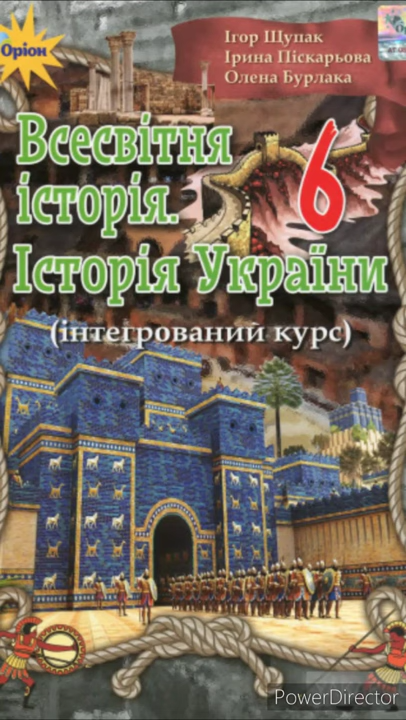 Оріон
Ігор Щупак
Ірина Піскарьова
Олена Бурлака
Всесвітня
історія.
6
Історія України
(інтегрований курс)
PowerDirector